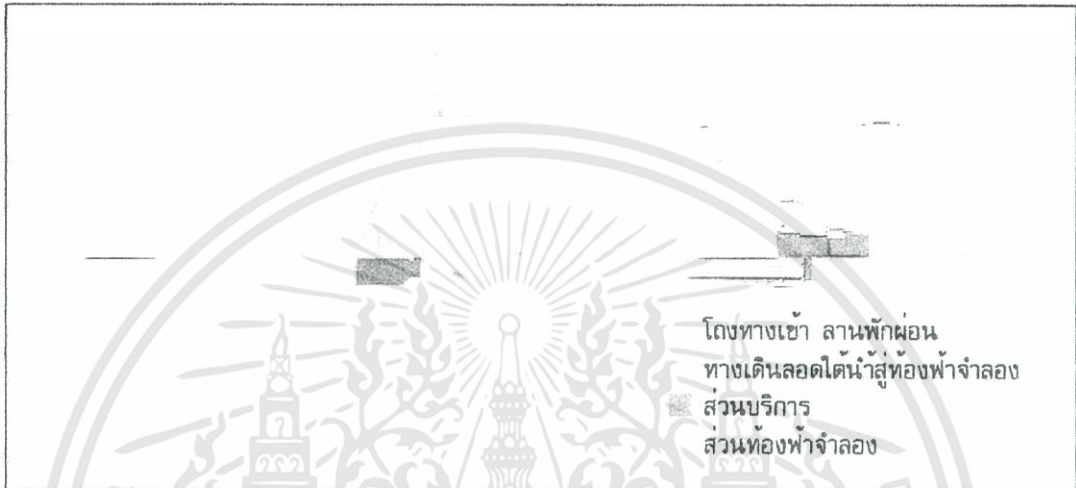 โถงทางเข้า ลานพักผ่อน
ทางเดินลอดใต้น้ำสู่ท้องฟ้าจำลอง
ส่วนบริการ
ส่วนท้องฟ้าจำลอง